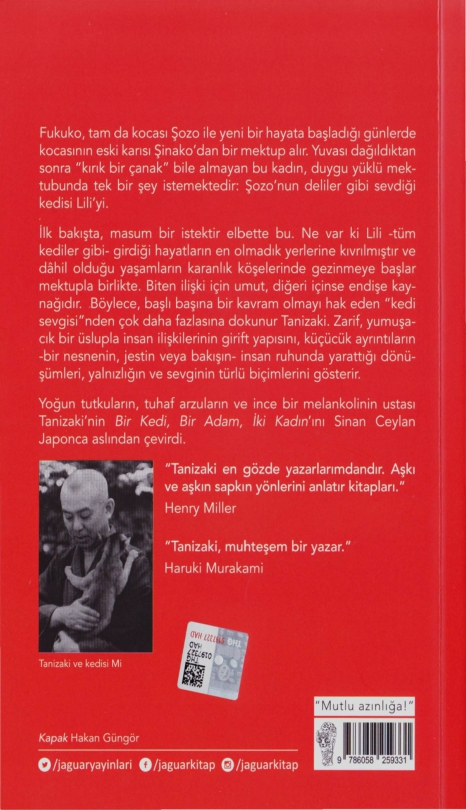 Fukuko, tam da kocası Şozo ile yeni bir hayata başladığı günlerde
kocasının eski karısı Şinako’dan bir mektup alır. Yuvası dağıldıktan
sonra “kırık bir çanak” bile almayan bu kadın, duygu yüklü mek-
tubunda tek bir şey istemektedir: Şozo’nun deliler gibi sevdiği
kedisi Lili’yi.
İlk bakışta, masum bir istektir elbette bu. Ne var ki Lili -tüm
kediler gibi- girdiği hayatların en olmadık yerlerine kıvrılmıştır ve
dâhil olduğu yaşamların karanlık köşelerinde gezinmeye başlar
mektupla birlikte. Biten ilişki için umut, diğeri içinse endişe kay-
nağıdır. .Böylece, başlı başına bir kavram olmayı hak eden “kedi
sevgisi”nden çok daha fazlasına dokunur Tanizaki. Zarif, yumuşa-
cık bir üslupla insan ilişkilerinin girift yapısını, küçücük ayrıntıların
-bir nesnenin, jestin veya bakışın- insan ruhunda yarattığı dönü-
şümleri, yalnızlığın ve sevginin türlü biçimlerini gösterir.
Yoğun tutkuların, tuhaf arzuların ve ince bir melankolinin ustası
Tanizaki’nin Bir Kedi, Bir Adam, İki Kadın’ını Sinan Ceylan
Japonca aslından çevirdi.
“Tanizaki en gözde yazarlarımdandır. Aşkı
ve aşkın sapkın yönlerini anlatır kitapları.”
Henry Miller
“Tanizaki, muhteşem bir yazar.“
Haruki Murakami
Tanizaki ve kedisi Mi
"Mutlu azınlığa!"
Kapak Hakan Güngör
/jaguaryayinlari /jaguarkitap /jaguarkitap
9 786058 259331